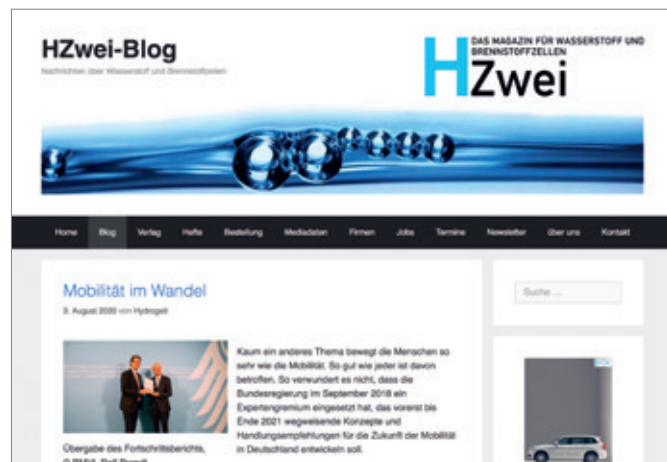 HZwei-Blog
Nachrichten über Wasserstoff und Brennstoffzellen
DAS MAGAZIN FÜR WASSERSTOFF UND
BRENNSTOFFZELLEN
HZwei
Home Blog Verlag Hefte Bestellung Mediadaten Firmen Jobs Termine Newsletter über uns Kontakt
Mobilität im Wandel
3. August 2020 von Hydrogeit
Suche …
Kaum ein anderes Thema bewegt die Menschen so
sehr wie die Mobilität. So gut wie jeder ist davon
betroffen. So verwundert es nicht, dass die
Bundesregierung im September 2018 ein
Expertengremium eingesetzt hat, das vorerst bis
Ende 2021 wegweisende Konzepte und
Handlungsempfehlungen für die Zukunft der Mobilität
in Deutschland entwickeln soll.
Übergabe des Fortschrittsberichts,